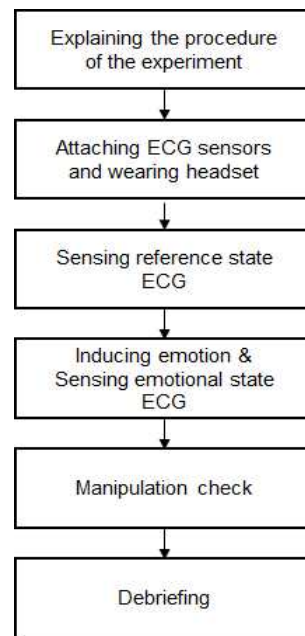 Explaining the procedure
of the experiment
Attaching ECG sensors
and wearing headset
Sensing reference state
ECG
Inducing emotion &
Sensing emotional state
ECG
Manipulation check
Debriefing